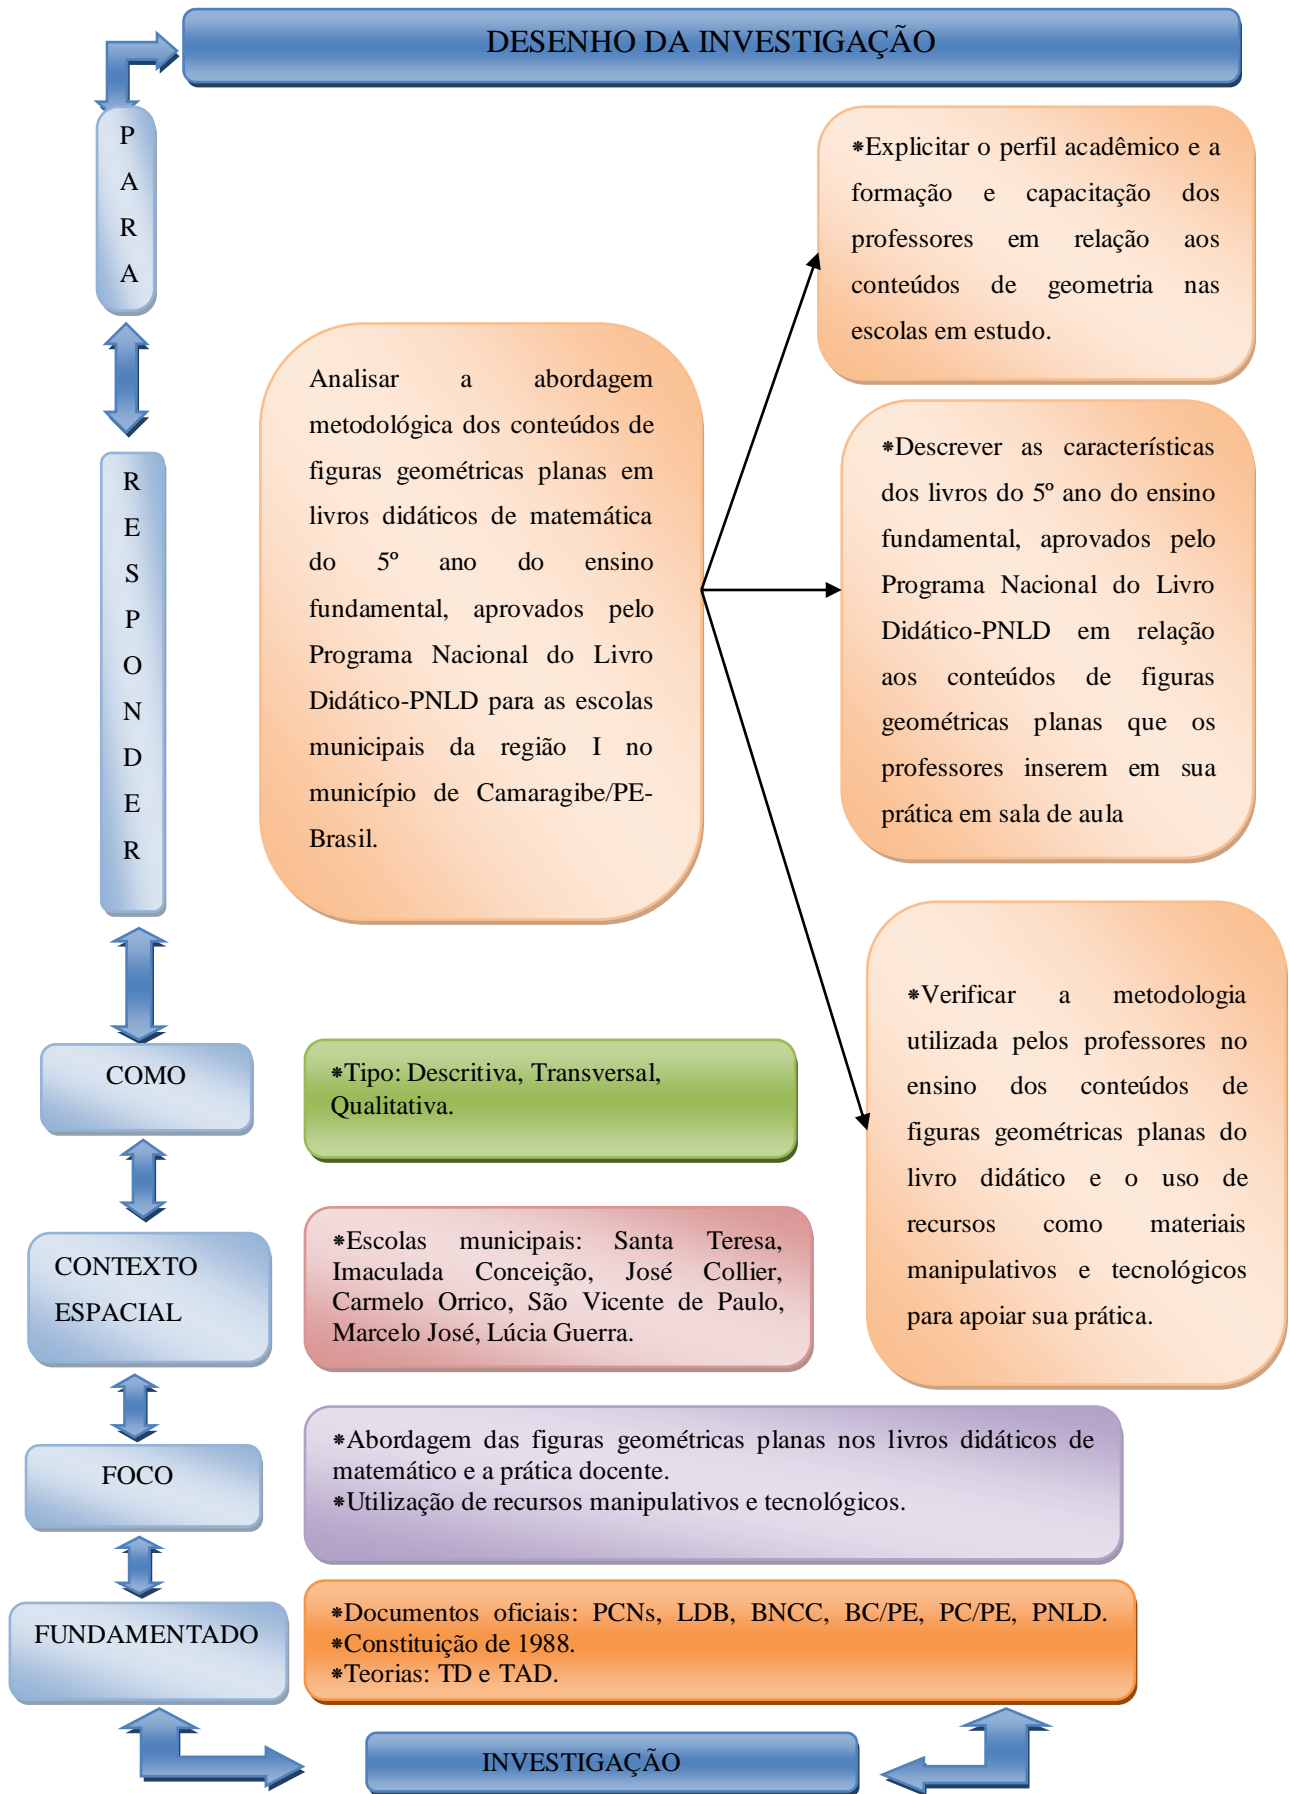 DESENHO DA INVESTIGAÇÃO
P
A
R
A
R
E
S
P
O
N
D
E
R
Analisar a abordagem
metodológica dos conteúdos de
figuras geométricas planas em
livros didáticos de matemática
do 5º ano do ensino
fundamental, aprovados pelo
Programa Nacional do Livro
Didático-PNLD para as escolas
municipais da região I no
município de Camaragibe/PE-
Brasil.
*Explicitar o perfil acadêmico e a
formação e capacitação dos
professores em relação aos
conteúdos de geometria nas
escolas em estudo.
*Descrever as características
dos livros do 5º ano do ensino
fundamental, aprovados pelo
Programa Nacional do Livro
Didático-PNLD em relação
aos conteúdos de figuras
geométricas planas que os
professores inserem em sua
prática em sala de aula
*Verificar a metodologia
utilizada pelos professores no
ensino dos conteúdos de
figuras geométricas planas do
livro didático e o uso de
recursos como materiais
manipulativos e tecnológicos
para apoiar sua prática.
COMO
*Tipo: Descritiva, Transversal,
Qualitativa.
CONTEXTO
ESPACIAL
*Escolas municipais: Santa Teresa,
Imaculada Conceição, José Collier,
Carmelo Orrico, São Vicente de Paulo,
Marcelo José, Lúcia Guerra.
FOCO
*Abordagem das figuras geométricas planas nos livros didáticos de
matemático e a prática docente.
*Utilização de recursos manipulativos e tecnológicos.
FUNDAMENTADO
*Documentos oficiais: PCNs, LDB, BNCC, BC/PE, PC/PE, PNLD.
*Constituição de 1988.
*Teorias: TD e TAD.
INVESTIGAÇÃO